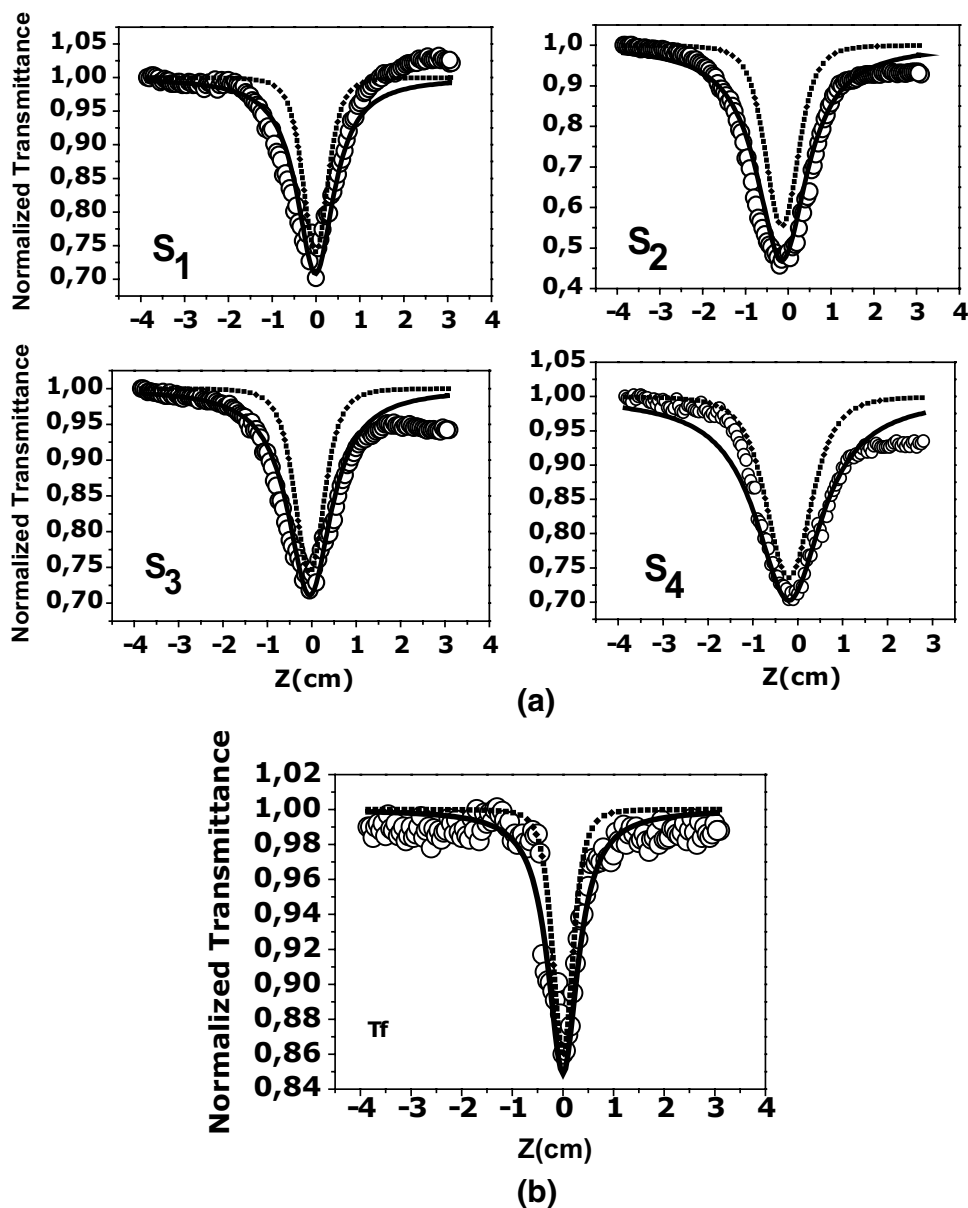 Normalized Transmittance
1,05
1,00
0,95
0,90
0,85
0,80
0,75
0,70
S1
-4 -3 -2 -1 0 1 2 3 4
1,0
0,9
0,8
0,7
0,6
0,5
0,4
S2
-4 -3 -2 -1 0 1 2 3 4
Normalized Transmittance
1,00
0,95
0,90
0,85
0,80
0,75
0,70
S3
-4 -3 -2 -1 0 1 2 3 4
Z(cm)
1,05
1,00
0,95
0,90
0,85
0,80
0,75
0,70
S4
-4 -3 -2 -1 0 1 2 3
Z(cm)
(a)
Normalized Transmittance
1,02
1,00
0,98
0,96
0,94
0,92
0,90
0,88
0,86
0,84
Tf
-4 -3 -2 -1 0 1 2 3 4
Z(cm)
(b)